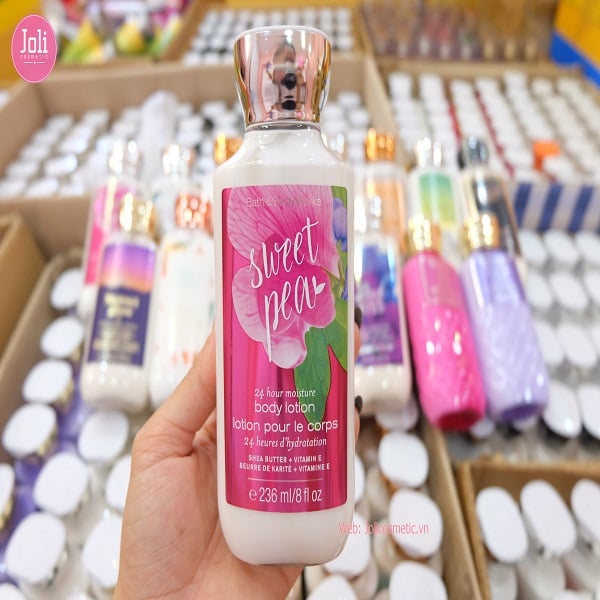 Joli
COSMETIC
Bath & Body Works
sweet
pea
24 hour moisture
body lotion
lotion pour le corps
24 heures d'hydratation
SHEA BUTTER + VITAMIN E
BEURRE DE KARITÉ + VITAMINE E
e 236 ml/8 fl oz
Web: Jolicosmetic.vn